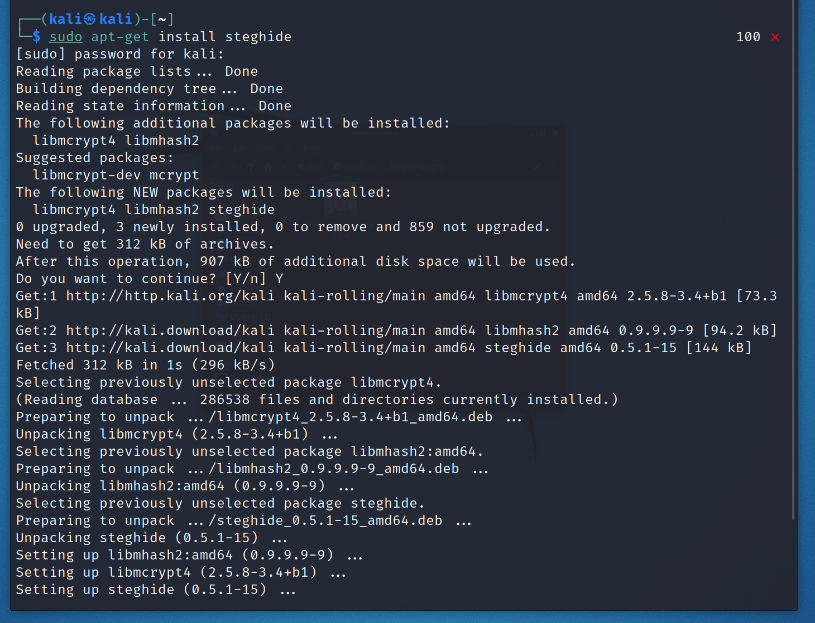 ┌──(kali㉿kali)-[~]
└─$ sudo apt-get install steghide 100 ⨯
[sudo] password for kali:
Reading package lists... Done
Building dependency tree... Done
Reading state information... Done
The following additional packages will be installed:
  libmcrypt4 libmhash2
Suggested packages:
  libmcrypt-dev mcrypt
The following NEW packages will be installed:
  libmcrypt4 libmhash2 steghide
0 upgraded, 3 newly installed, 0 to remove and 859 not upgraded.
Need to get 312 kB of archives.
After this operation, 907 kB of additional disk space will be used.
Do you want to continue? [Y/n] Y
Get:1 http://http.kali.org/kali kali-rolling/main amd64 libmcrypt4 amd64 2.5.8-3.4+b1 [73.3
kB]
Get:2 http://kali.download/kali kali-rolling/main amd64 libmhash2 amd64 0.9.9.9-9 [94.2 kB]
Get:3 http://kali.download/kali kali-rolling/main amd64 steghide amd64 0.5.1-15 [144 kB]
Fetched 312 kB in 1s (296 kB/s)
Selecting previously unselected package libmcrypt4.
(Reading database ... 286538 files and directories currently installed.)
Preparing to unpack .../libmcrypt4_2.5.8-3.4+b1_amd64.deb ...
Unpacking libmcrypt4 (2.5.8-3.4+b1) ...
Selecting previously unselected package libmhash2:amd64.
Preparing to unpack .../libmhash2_0.9.9.9-9_amd64.deb ...
Unpacking libmhash2:amd64 (0.9.9.9-9) ...
Selecting previously unselected package steghide.
Preparing to unpack .../steghide_0.5.1-15_amd64.deb ...
Unpacking steghide (0.5.1-15) ...
Setting up libmhash2:amd64 (0.9.9.9-9) ...
Setting up libmcrypt4 (2.5.8-3.4+b1) ...
Setting up steghide (0.5.1-15) ...